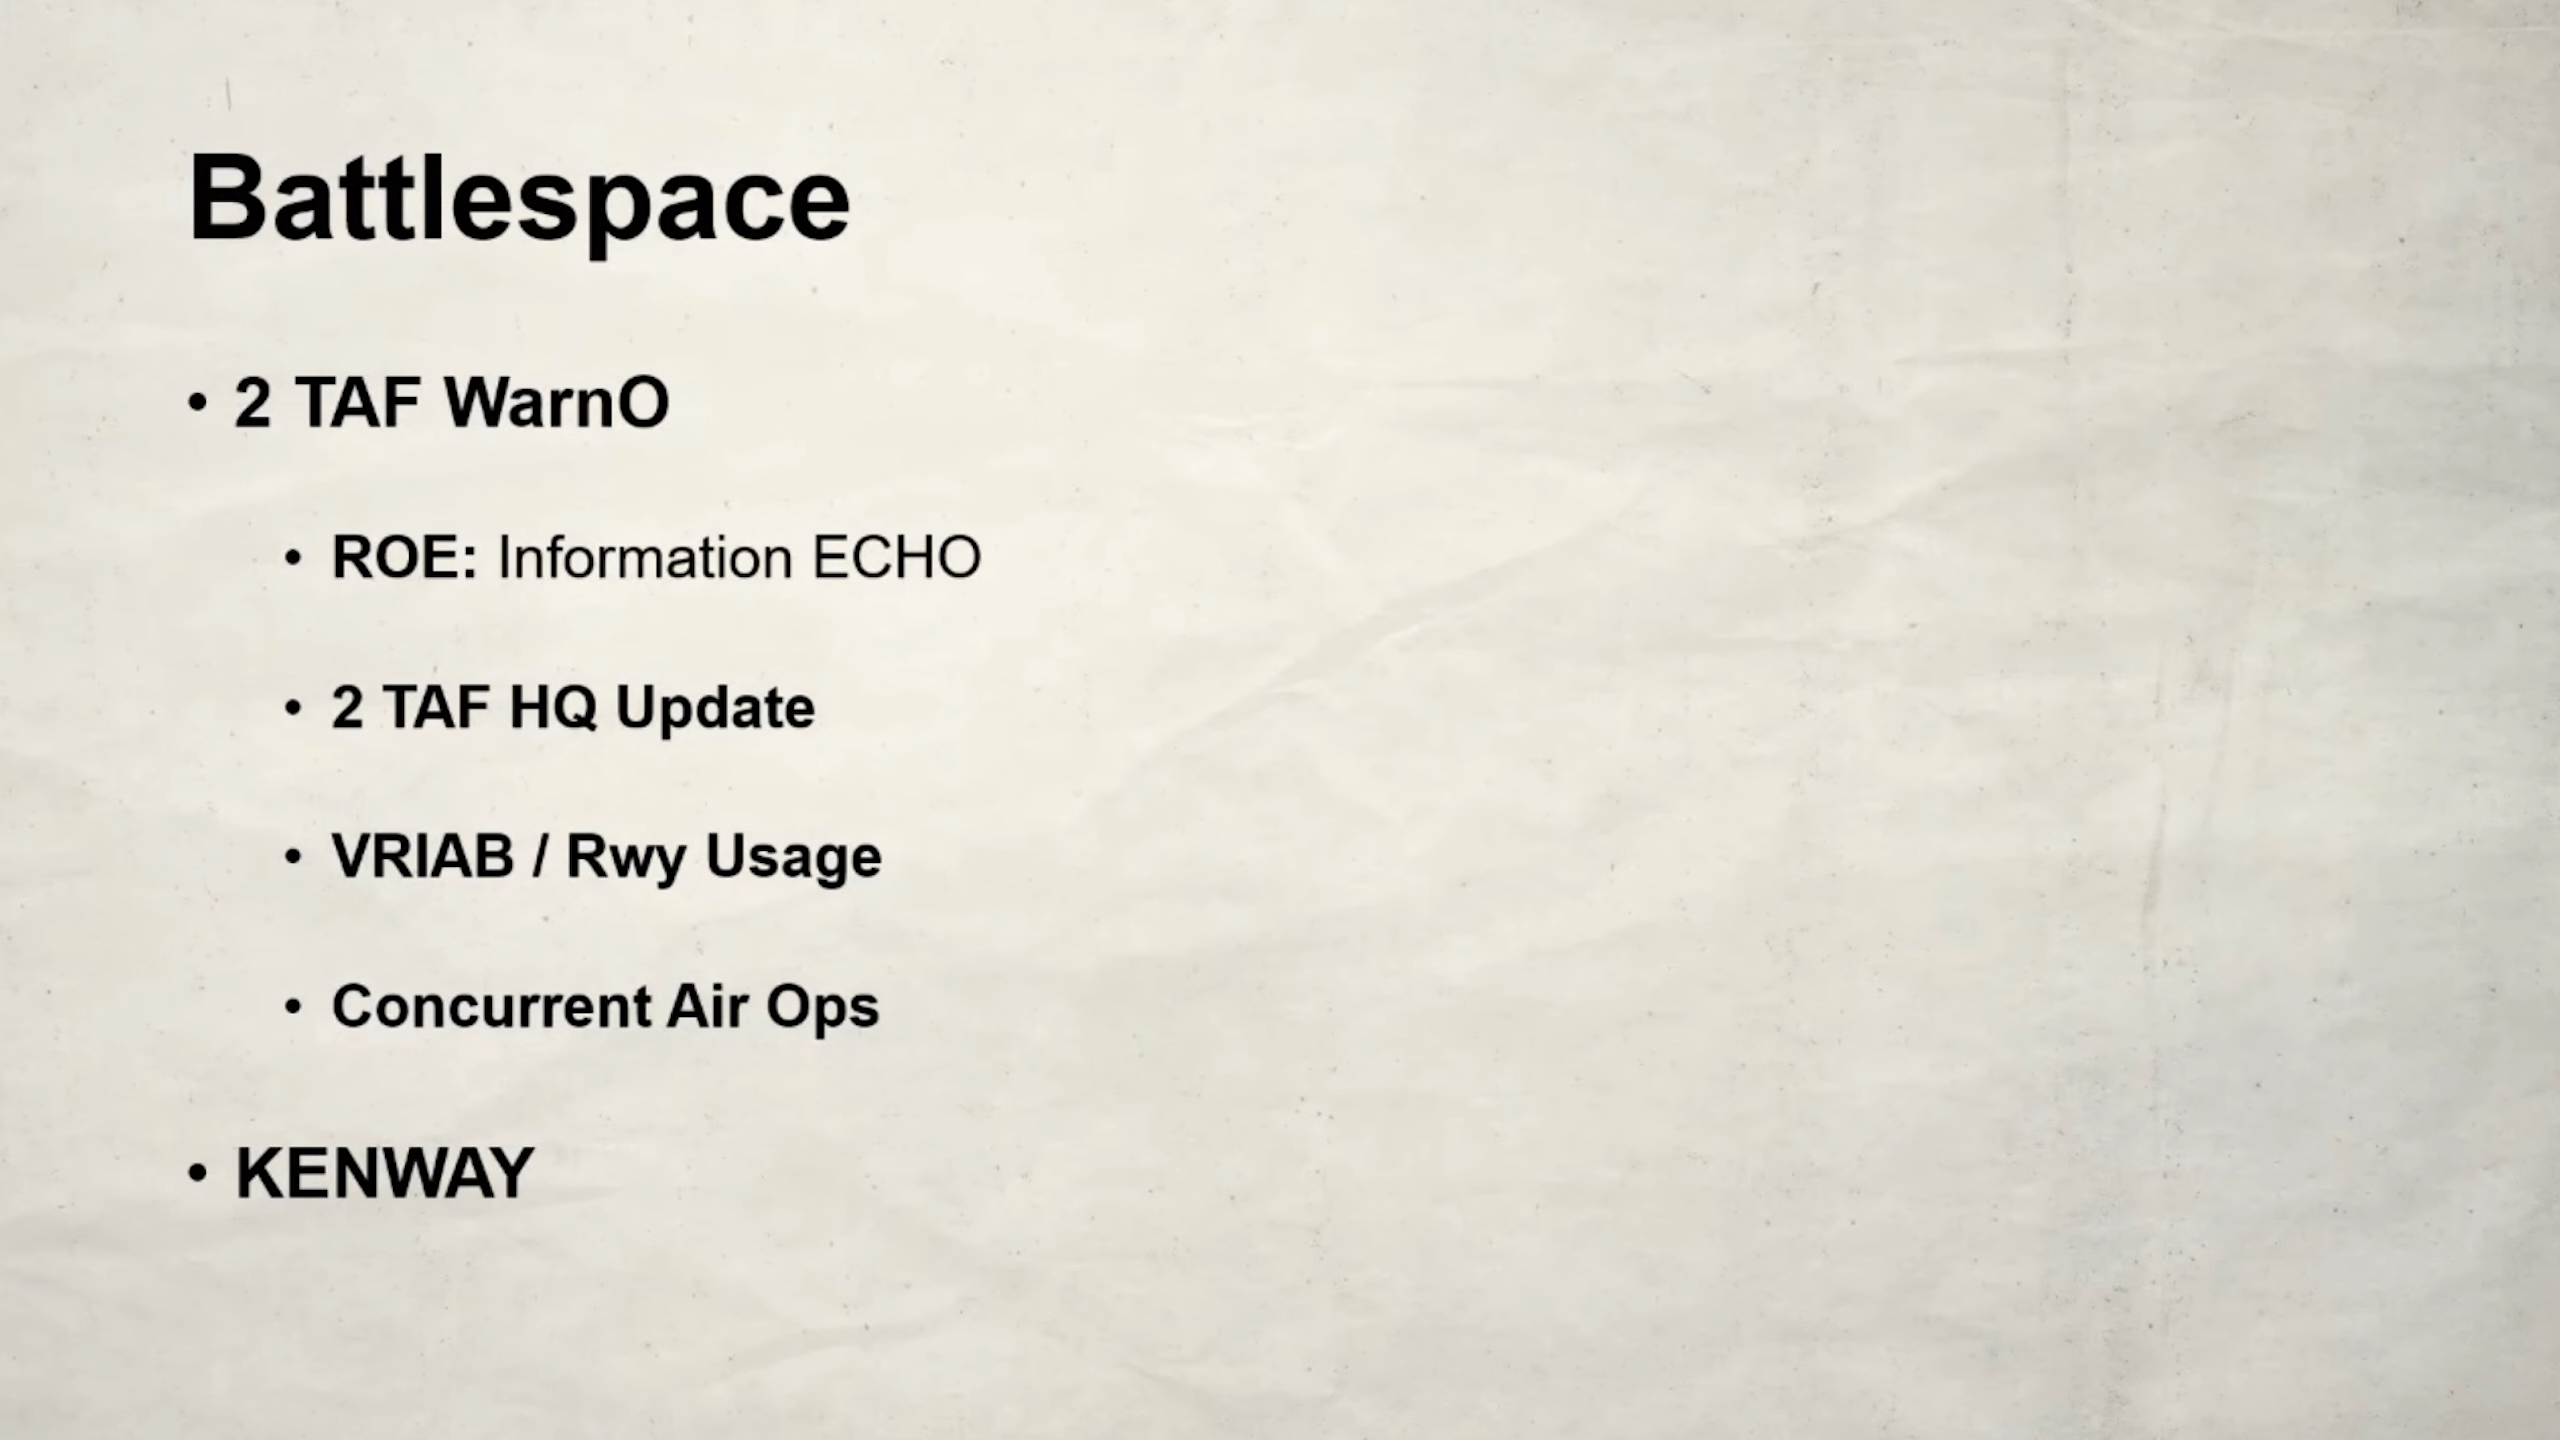 Battlespace
• 2 TAF WarnO
• ROE: Information ECHO
• 2 TAF HQ Update
• VRIAB / Rwy Usage
• Concurrent Air Ops
• KENWAY